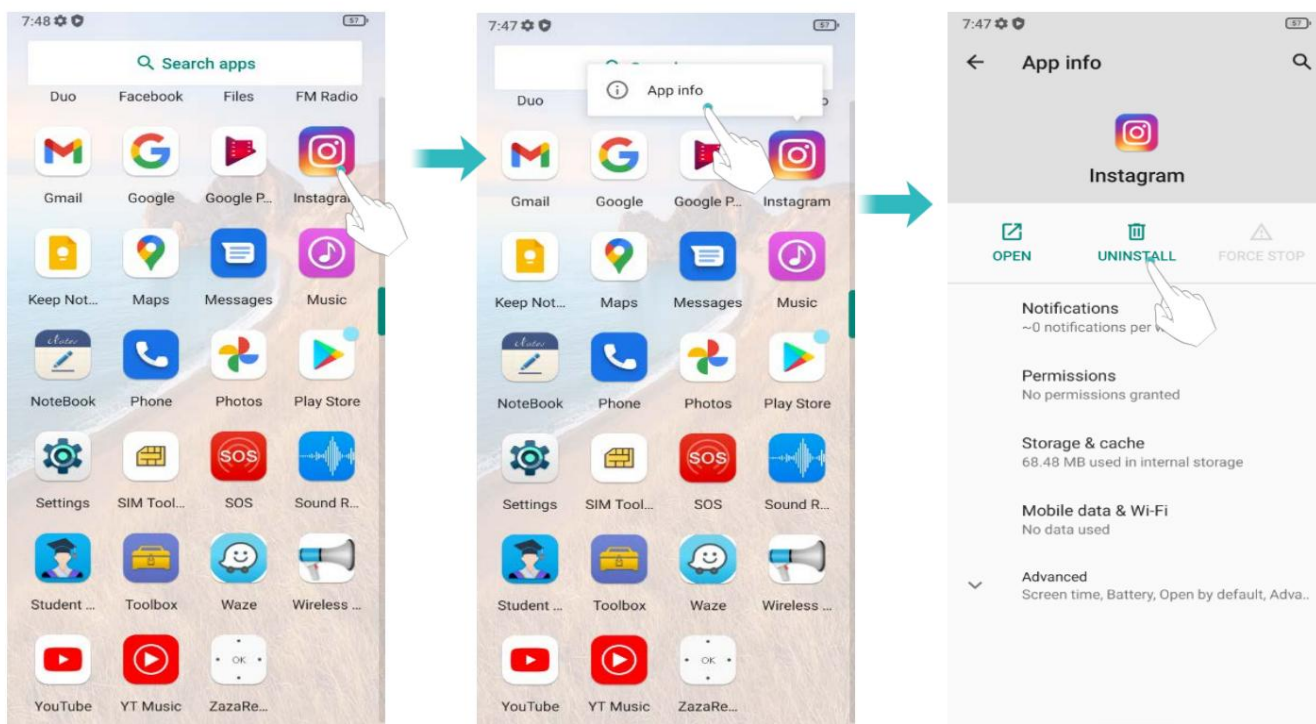 7:48
57
Search apps
Duo Facebook Files FM Radio
Gmail Google Google P... Instagra
Keep Not... Maps Messages Music
NoteBook Phone Photos Play Store
SOS
Settings SIM Tool... SOS Sound R...
Student ... Toolbox Waze Wireless ...
OK
YouTube YT Music ZazaRe...
7:47
57
App info
Duo
Gmail Google Google P... Instagram
Keep Not... Maps Messages Music
NoteBook Phone Photos Play Store
SOS
Settings SIM Tool... SOS Sound R...
Student ... Toolbox Waze Wireless ...
OK
YouTube YT Music ZazaRe...
7:47
57
App info
Instagram
OPEN UNINSTALL FORCE STOP
Notifications
~0 notifications per
Permissions
No permissions granted
Storage & cache
68.48 MB used in internal storage
Mobile data & Wi-Fi
No data used
Advanced
Screen time, Battery, Open by default, Adva..